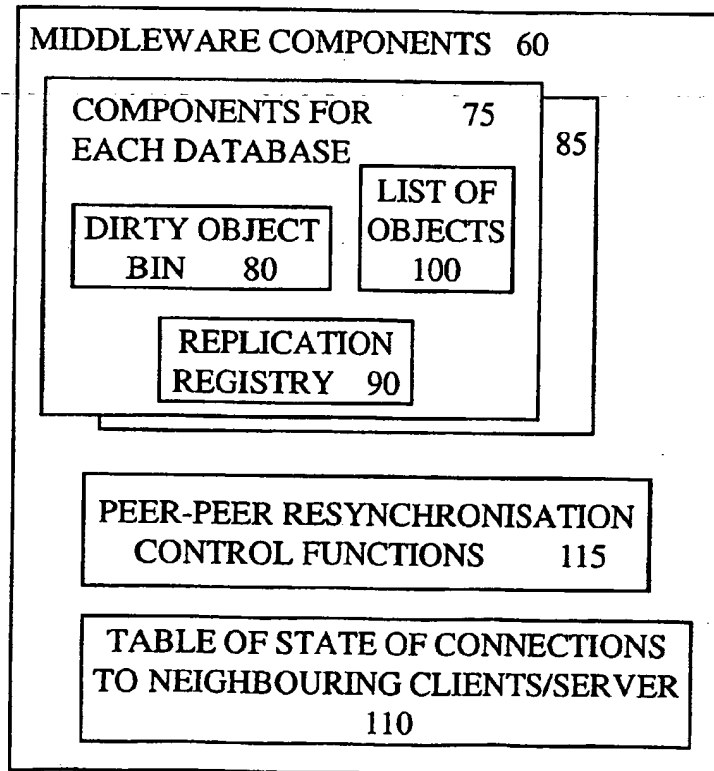 MIDDLEWARE COMPONENTS 60
COMPONENTS FOR 75
EACH DATABASE
85
LIST OF
OBJECTS
100
DIRTY OBJECT
BIN 80
REPLICATION
REGISTRY 90
PEER-PEER RESYNCHRONISATION
CONTROL FUNCTIONS 115
TABLE OF STATE OF CONNECTIONS
TO NEIGHBOURING CLIENTS/SERVER
110